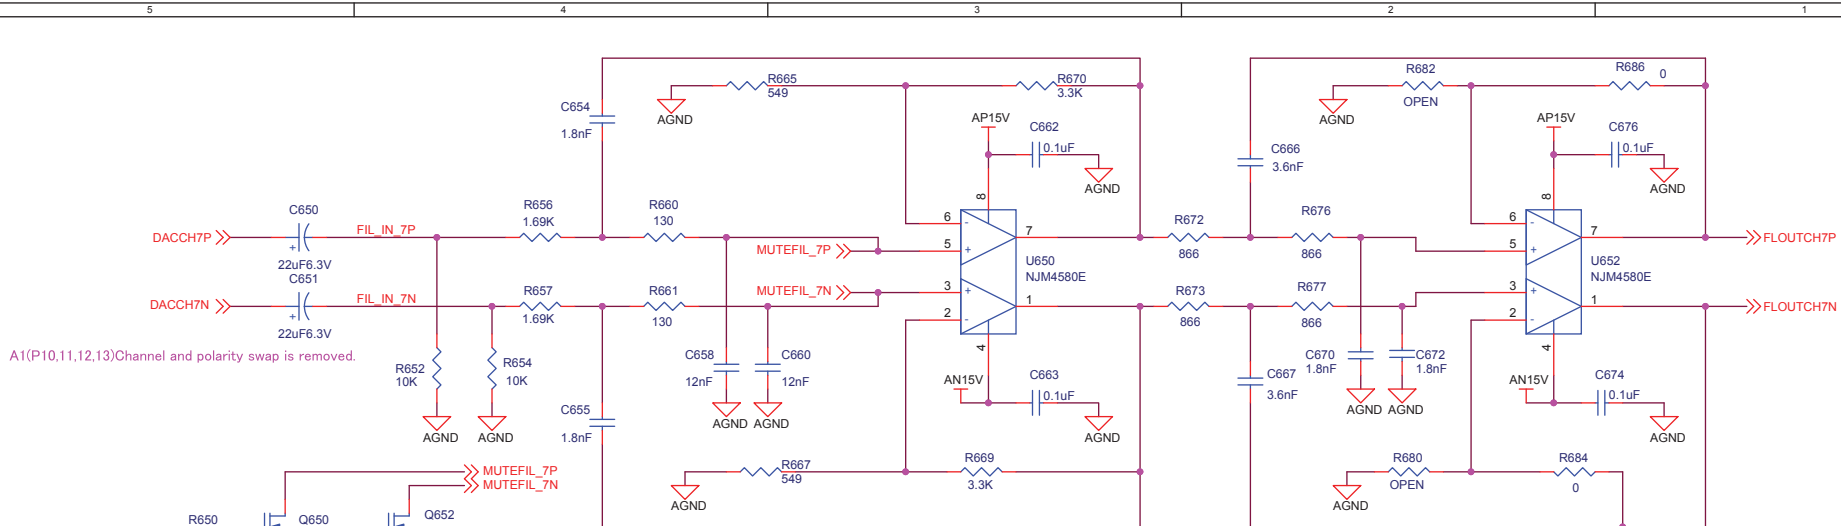 5 4 3 2 1
R665
549
R670
3.3K
R682
OPEN
R686
0
C654
1.8nF
AGND
AP15V
C662
0.1uF
AGND
C666
3.6nF
AGND
AP15V
C676
0.1uF
AGND
8
8
C650
+
22uF6.3V
DACCH7P
FIL_IN_7P
R656
1.69K
R660
130
MUTEFIL_7P
6
-
5
+
7
U650
NJM4580E
R672
866
R676
866
6
-
5
+
7
U652
NJM4580E
FLOUTCH7P
C651
+
22uF6.3V
DACCH7N
FIL_IN_7N
R657
1.69K
R661
130
MUTEFIL_7N
3
+
2
-
1
R673
866
R677
866
3
+
2
-
1
FLOUTCH7N
A1(P10,11,12,13)Channel and polarity swap is removed.
R652
10K
R654
10K
C658
12nF
C660
12nF
4
C670
1.8nF
C672
1.8nF
4
AN15V
C663
0.1uF
C667
3.6nF
AN15V
C674
0.1uF
AGND
AGND
C655
1.8nF
AGND
AGND
AGND
AGND
AGND
AGND
MUTEFIL_7P
MUTEFIL_7N
R667
549
R669
3.3K
R680
OPEN
R684
0
AGND
AGND
R650
Q650
Q652